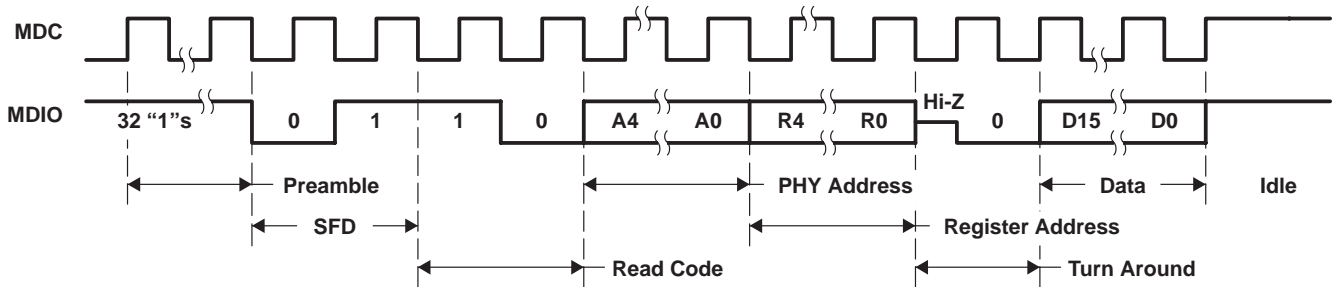 MDC
Hi-Z
MDIO
32 “1”s 0 1 1 0 A4 A0 R4 R0 0 D15 D0
Preamble PHY Address Data Idle
SFD Register Address
Read Code Turn Around